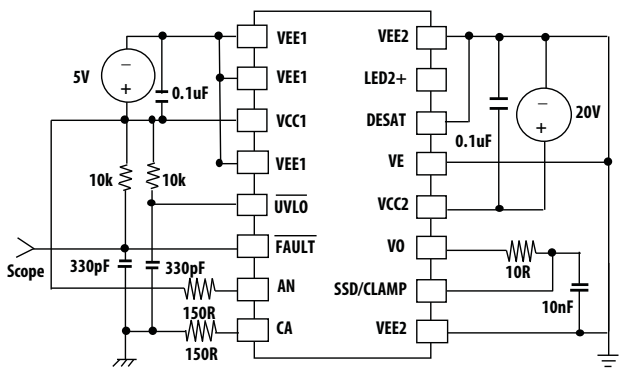 VEE1
VEE2
5V
VEE1
LED2+
0.1uF
20V
VCC1
DESAT
0.1uF
10k
10k
VEE1
VE
UVLO
VCC2
FAULT
VO
Scope
330pF
330pF
10R
AN
SSD/CLAMP
10nF
150R
CA
VEE2
150R